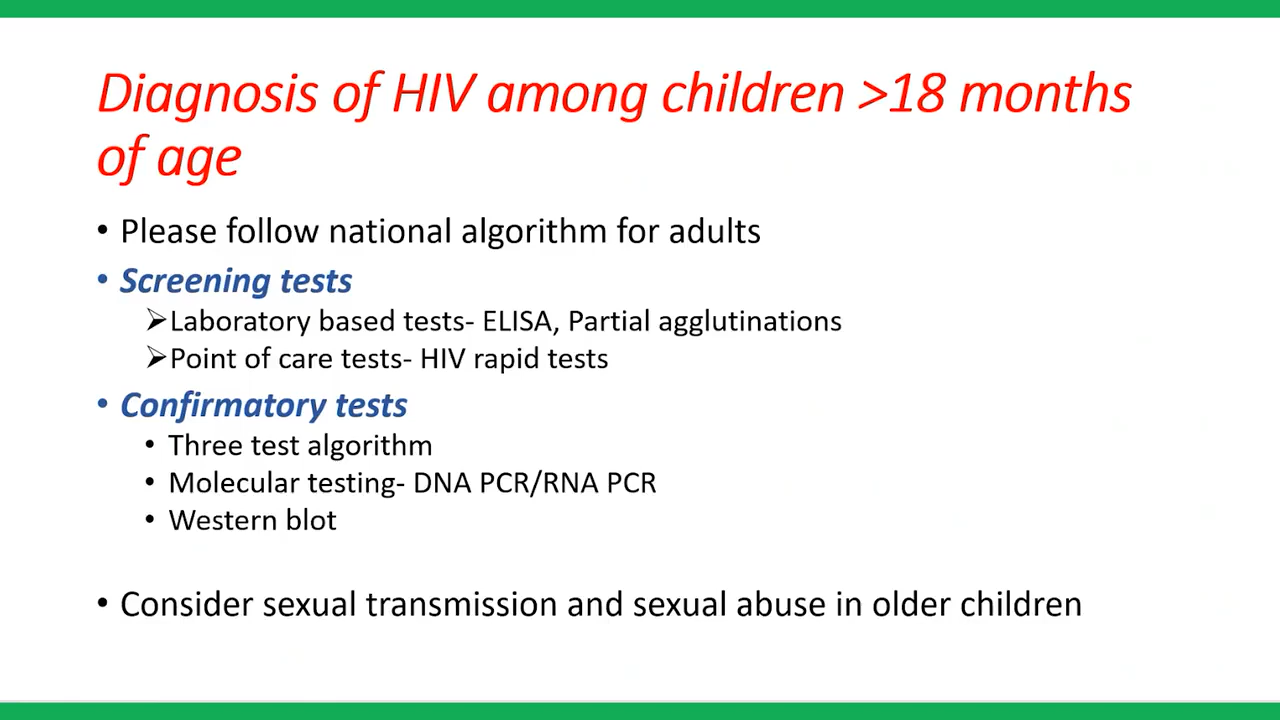 Diagnosis of HIV among children >18 months
of age
• Please follow national algorithm for adults
• Screening tests
➢Laboratory based tests- ELISA, Partial agglutinations
➢Point of care tests- HIV rapid tests
• Confirmatory tests
• Three test algorithm
• Molecular testing- DNA PCR/RNA PCR
• Western blot
• Consider sexual transmission and sexual abuse in older children